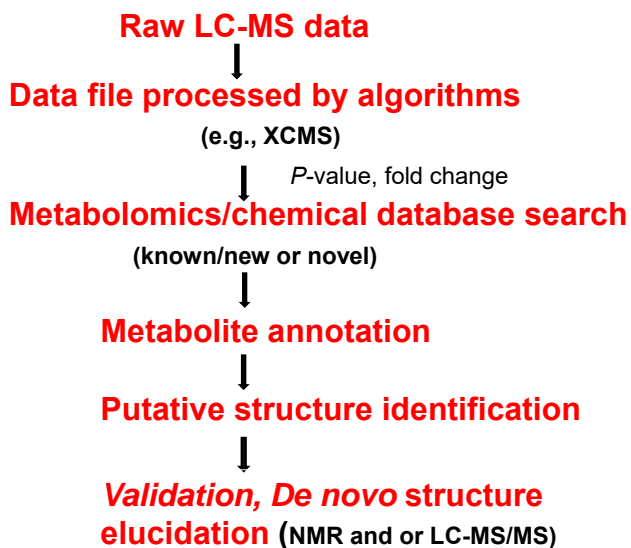 Raw LC-MS data
Data file processed by algorithms
(e.g., XCMS)
P-value, fold change
Metabolomics/chemical database search
(known/new or novel)
Metabolite annotation
Putative structure identification
Validation, De novo structure
elucidation (NMR and or LC-MS/MS)